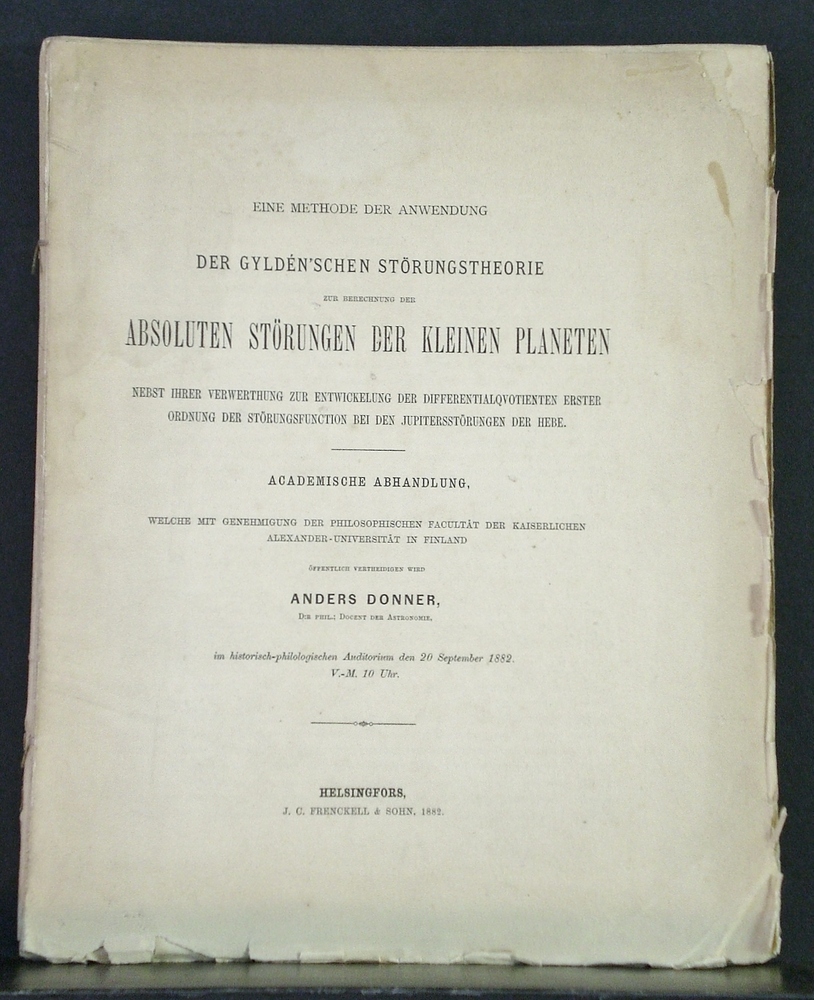 EINE METHODE DER ANWENDUNG
DER GYLDÉN'SCHEN STÖRUNGSTHEORIE
ZUR BERECHNUNG DER
ABSOLUTEN STÖRUNGEN DER KLEINEN PLANETEN
NEBST IHRER VERWERTHUNG ZUR ENTWICKELUNG DER DIFFERENTIALQVOTIENTEN ERSTER
ORDNUNG DER STÖRUNGSFUNCTION BEI DEN JUPITERSSTÖRUNGEN DER HEBE.
ACADEMISCHE ABHANDLUNG,
WELCHE MIT GENEHMIGUNG DER PHILOSOPHISCHEN FACULTÄT DER KAISERLICHEN
ALEXANDER-UNIVERSITÄT IN FINLAND
ÖFFENTLICH VERTHEIDIGEN WIRD
ANDERS DONNER,
D:R PHIL.; DOCENT DER ASTRONOMIE,
im historisch-philologischen Auditorium den 20 September 1882.
V.-M. 10 Uhr.
HELSINGFORS,
J. C. FRENCKELL & SOHN, 1882.